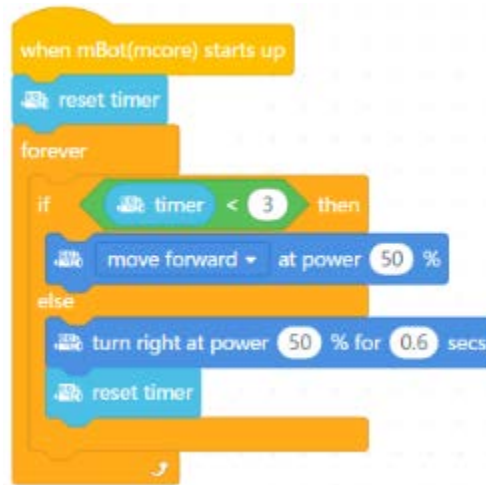 when mBot(mcore) starts up
reset timer
forever
if timer < 3 then
move forward at power 50 %
else
turn right at power 50 % for 0.6 secs
reset timer